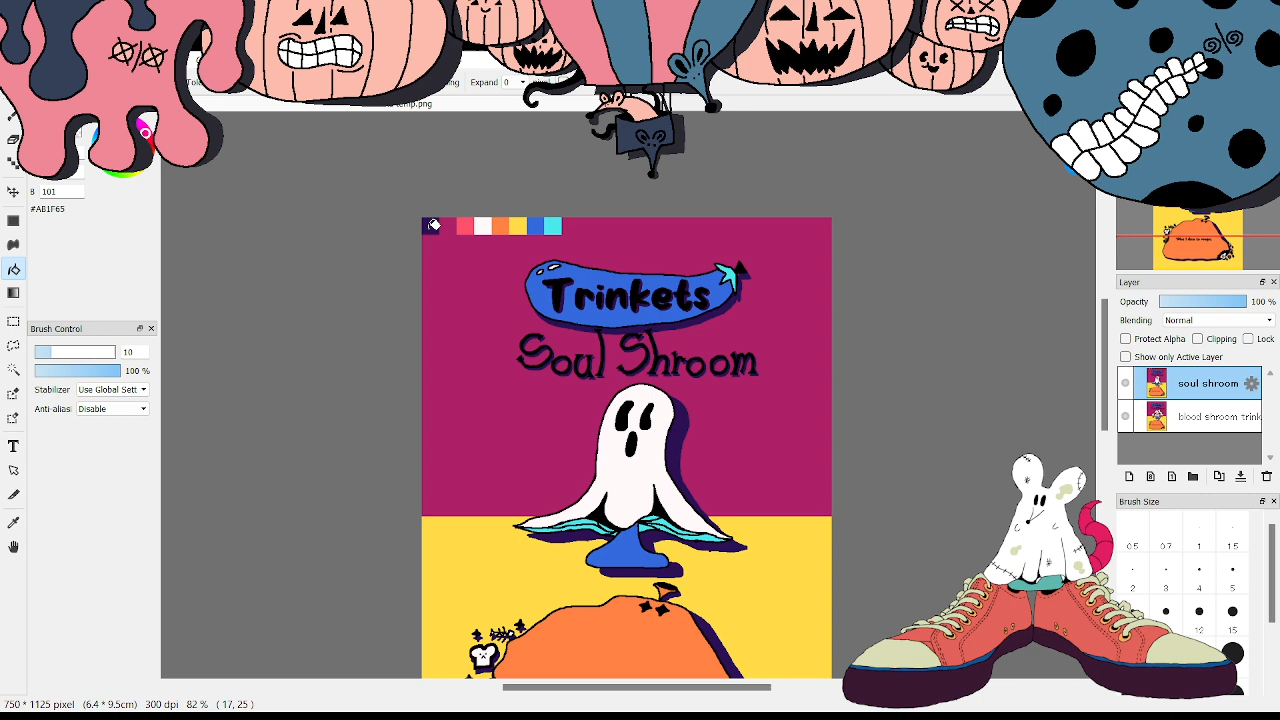 Expand 0
temp.png
B 101
#AB1F65
Trinkets
Soul Shroom
Brush Control
10
100 %
Stabilizer Use Global Sett
Anti-alias Disable
Layer
Opacity 100 %
Blending Normal
Protect Alpha Clipping Lock
Show only Active Layer
soul shroom
blood shroom trink
Brush Size
0.5 0.7 1 1.5
2 3 4 5
12 15
750 * 1125 pixel (6.4 * 9.5cm) 300 dpi 82 % ( 17, 25 )